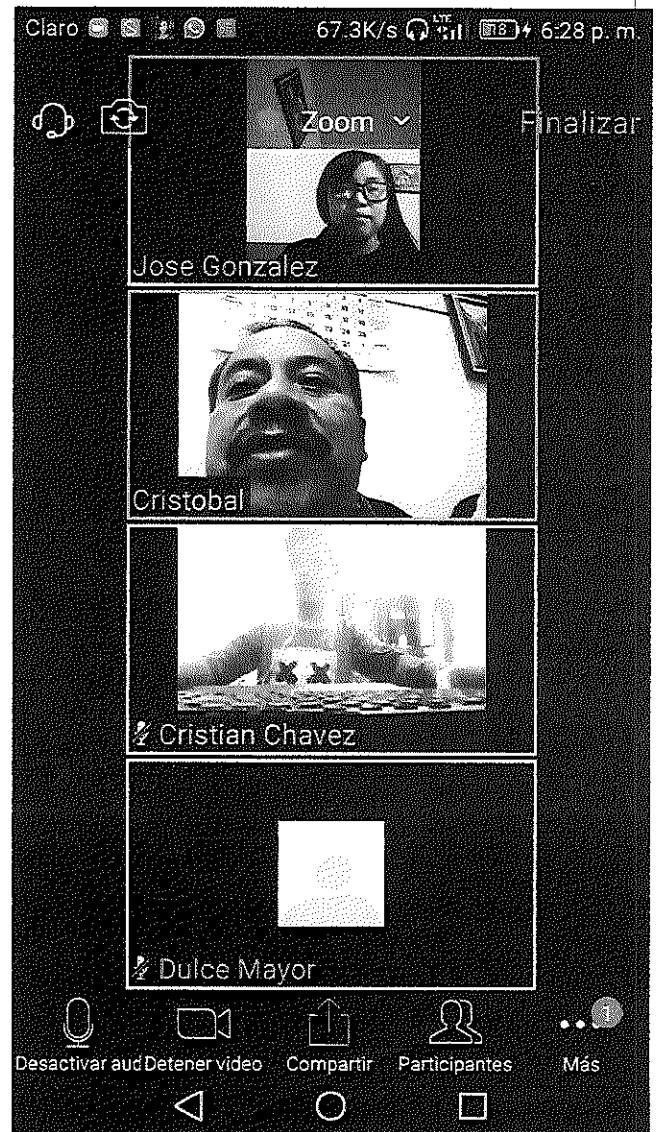 Claro 67.3K/s LTE 6:28 p. m.
Zoom Finalizar
Jose Gonzalez
Cristobal
Cristian Chavez
Dulce Mayor
1
Desactivar aud Detener video Compartir Participantes Más